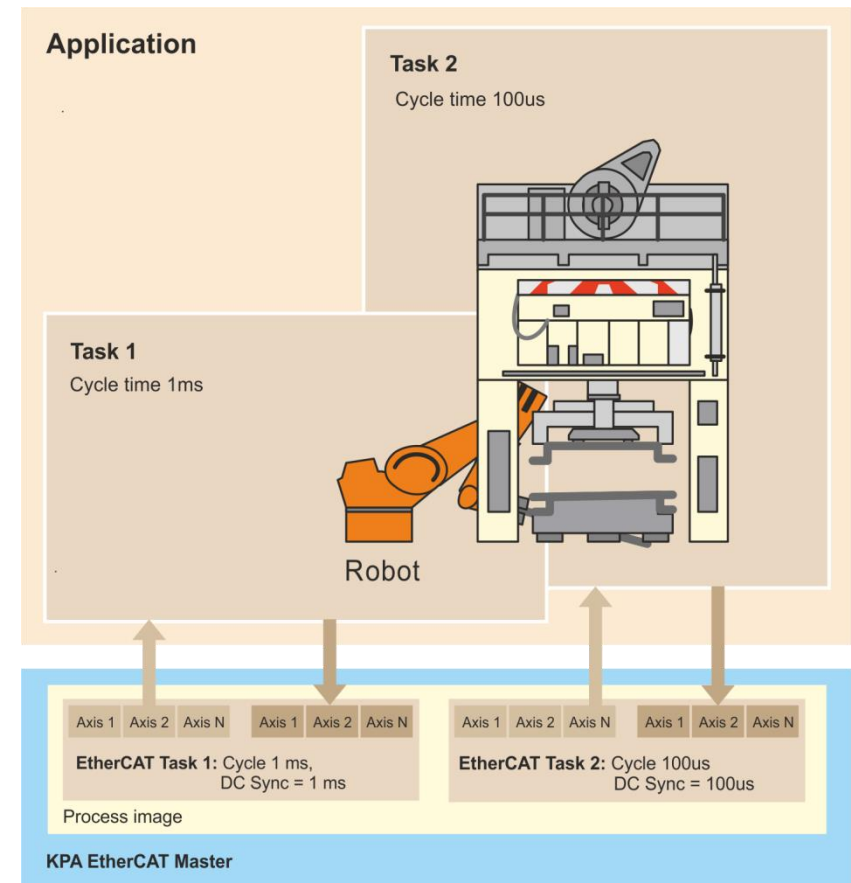 Application
Task 2
Cycle time 100us
Task 1
Cycle time 1ms
Robot
Axis 1 Axis 2 Axis N Axis 1 Axis 2 Axis N
EtherCAT Task 1: Cycle 1 ms,
DC Sync = 1 ms
Axis 1 Axis 2 Axis N Axis 1 Axis 2 Axis N
EtherCAT Task 2: Cycle 100us
DC Sync = 100us
Process image
KPA EtherCAT Master